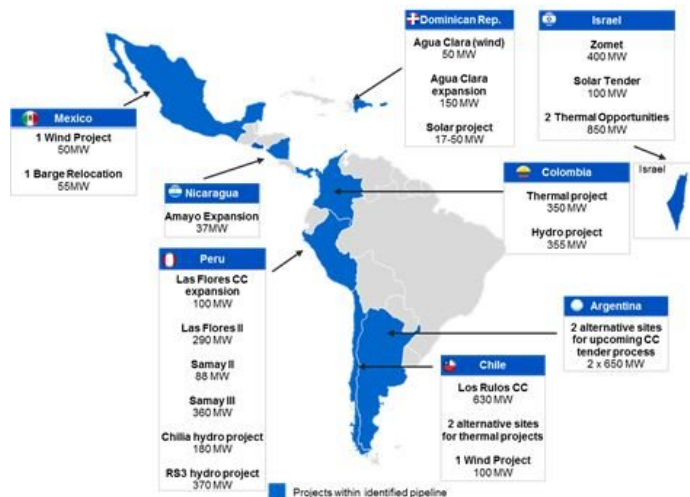 Dominican Rep.
Agua Clara (wind)
50 MW
Agua Clara
expansion
150 MW
Solar project
17-50 MW
Israel
Zomet
400 MW
Solar Tender
100 MW
2 Thermal Opportunities
850 MW
Israel
Mexico
1 Wind Project
50MW
1 Barge Relocation
55MW
Nicaragua
Amayo Expansion
37MW
Colombia
Thermal project
350 MW
Hydro project
355 MW
Peru
Las Flores CC
expansion
100 MW
Las Flores II
290 MW
Samay II
88 MW
Samay III
360 MW
Chilia hydro project
180 MW
RS3 hydro project
370 MW
Argentina
2 alternative sites
for upcoming CC
tender process
2 x 650 MW
Chile
Los Rulos CC
630 MW
2 alternative sites
for thermal projects
1 Wind Project
100 MW
Projects within identified pipeline